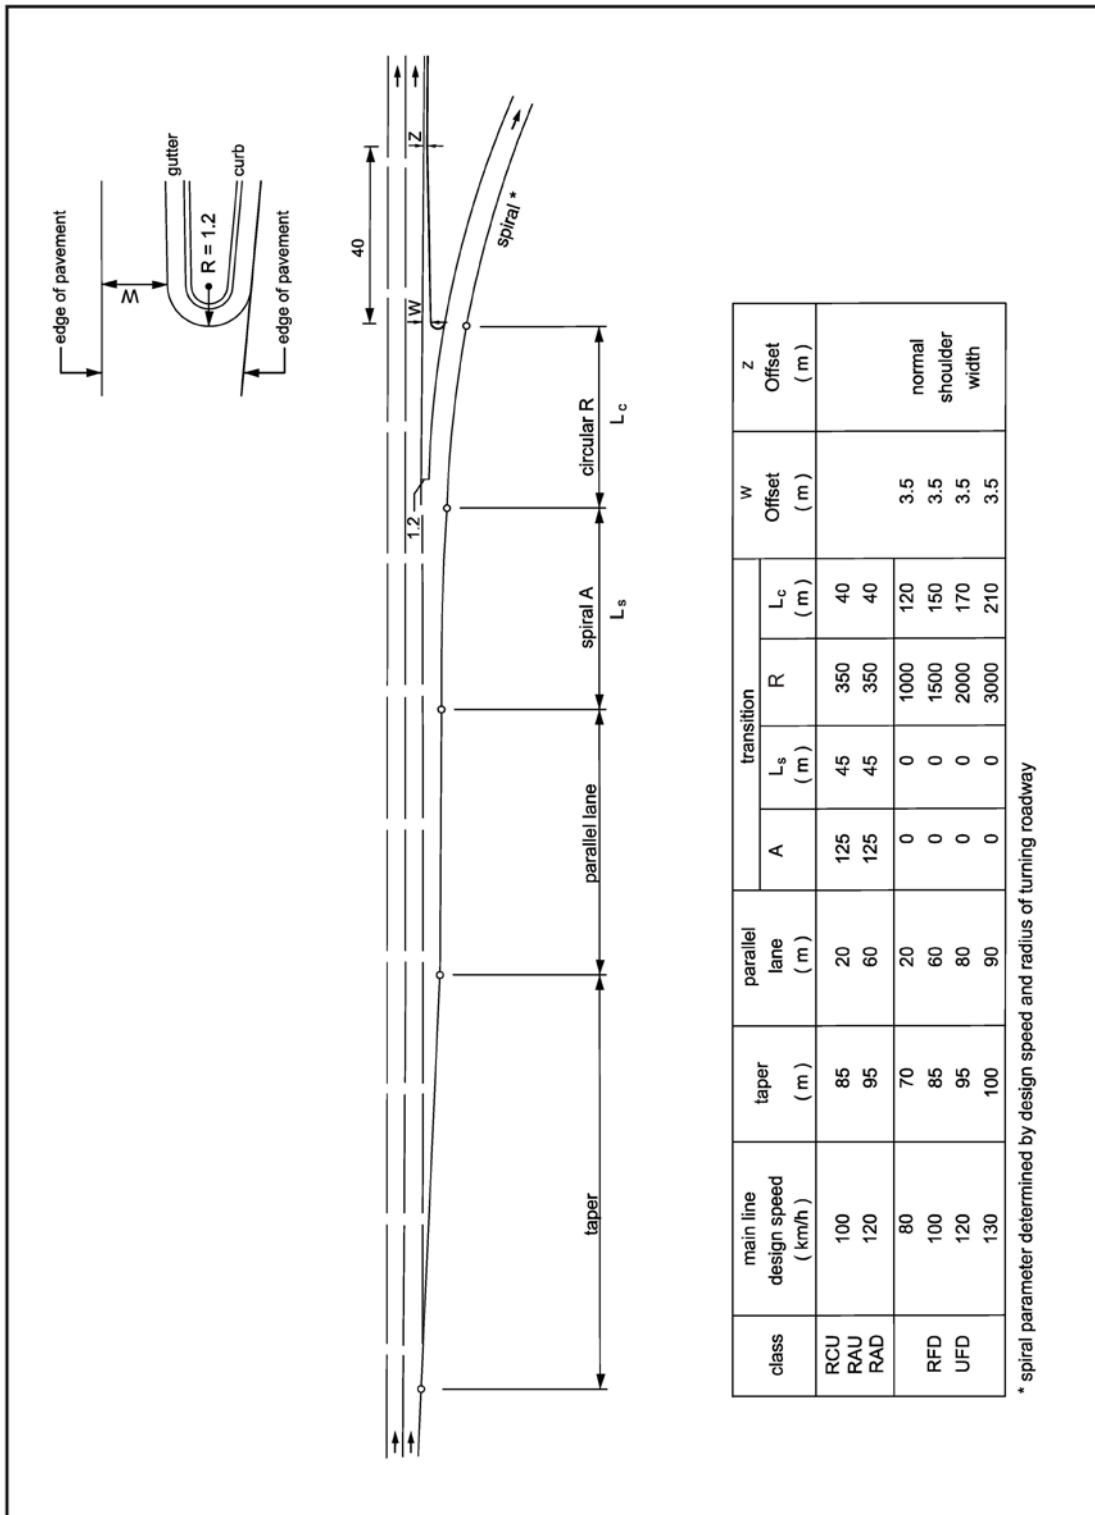 edge of pavement
gutter
W
R = 1.2
curb
edge of pavement
40
Z
W
1.2
spiral *
taper
parallel lane
spiral A
L s
circular R
L c
class
main line
design speed
( km/h )
taper
( m )
parallel
lane
( m )
transition
A
L s
( m )
R
L c
( m )
W
Offset
( m )
z
Offset
( m )
RCU 100 85 20 125 45 350 40
RAU
RAD 120 95 60 125 45 350 40
80 70 20 0 0 1000 120 3.5 normal
RFD 100 85 60 0 0 1500 150 3.5 shoulder
UFD 120 95 80 0 0 2000 170 3.5 width
130 100 90 0 0 3000 210 3.5
* spiral parameter determined by design speed and radius of turning roadway